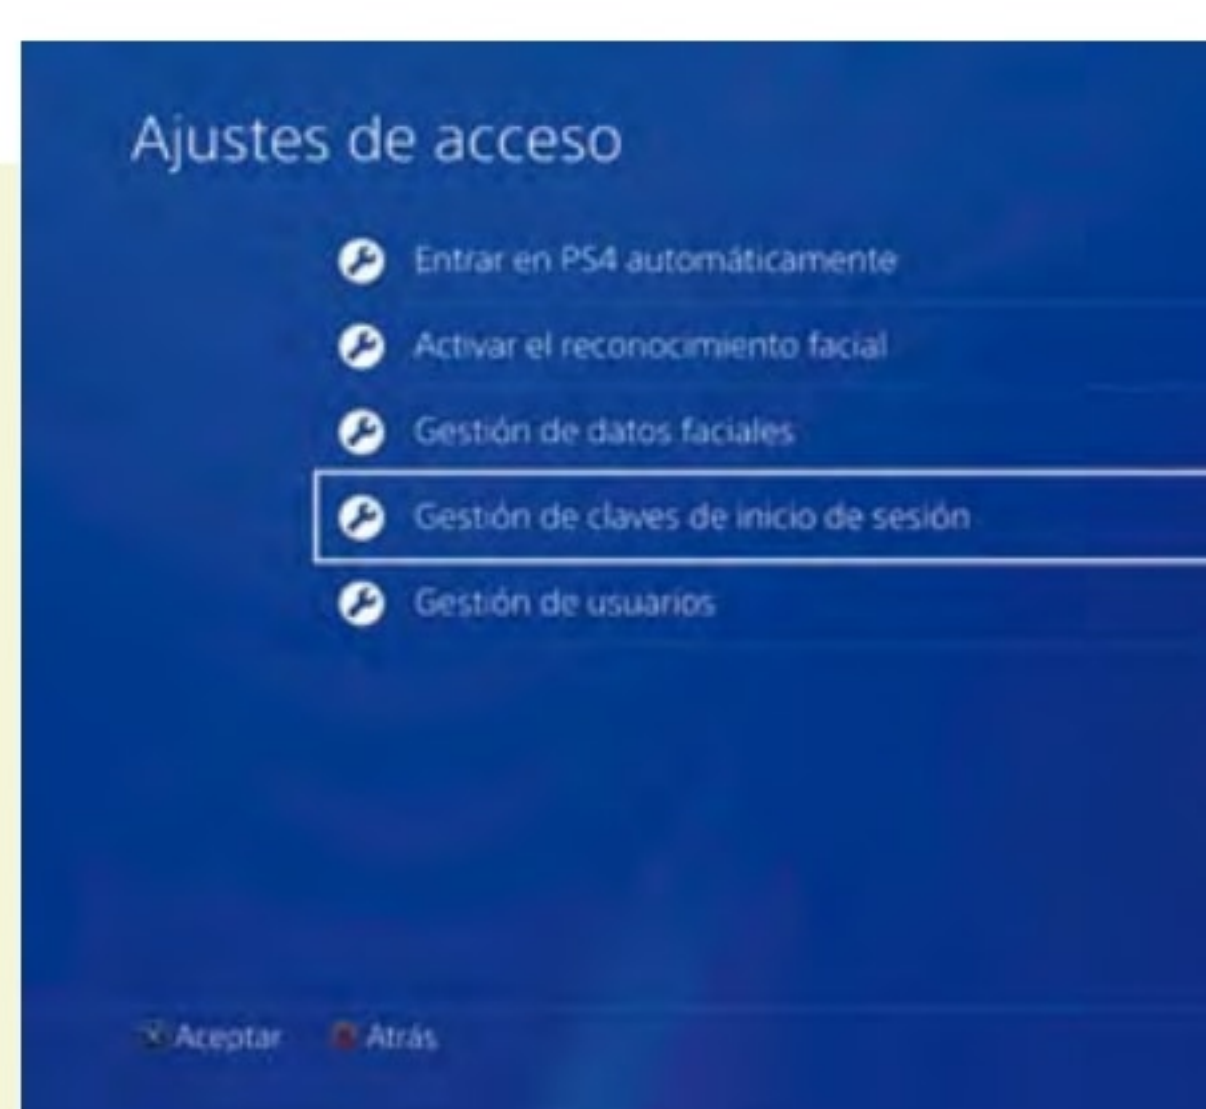 Ajustes de acceso
Entrar en PS4 automáticamente
Activar el reconocimiento facial
Gestión de datos faciales
Gestión de claves de inicio de sesión
Gestión de usuarios
Aceptar Atrás